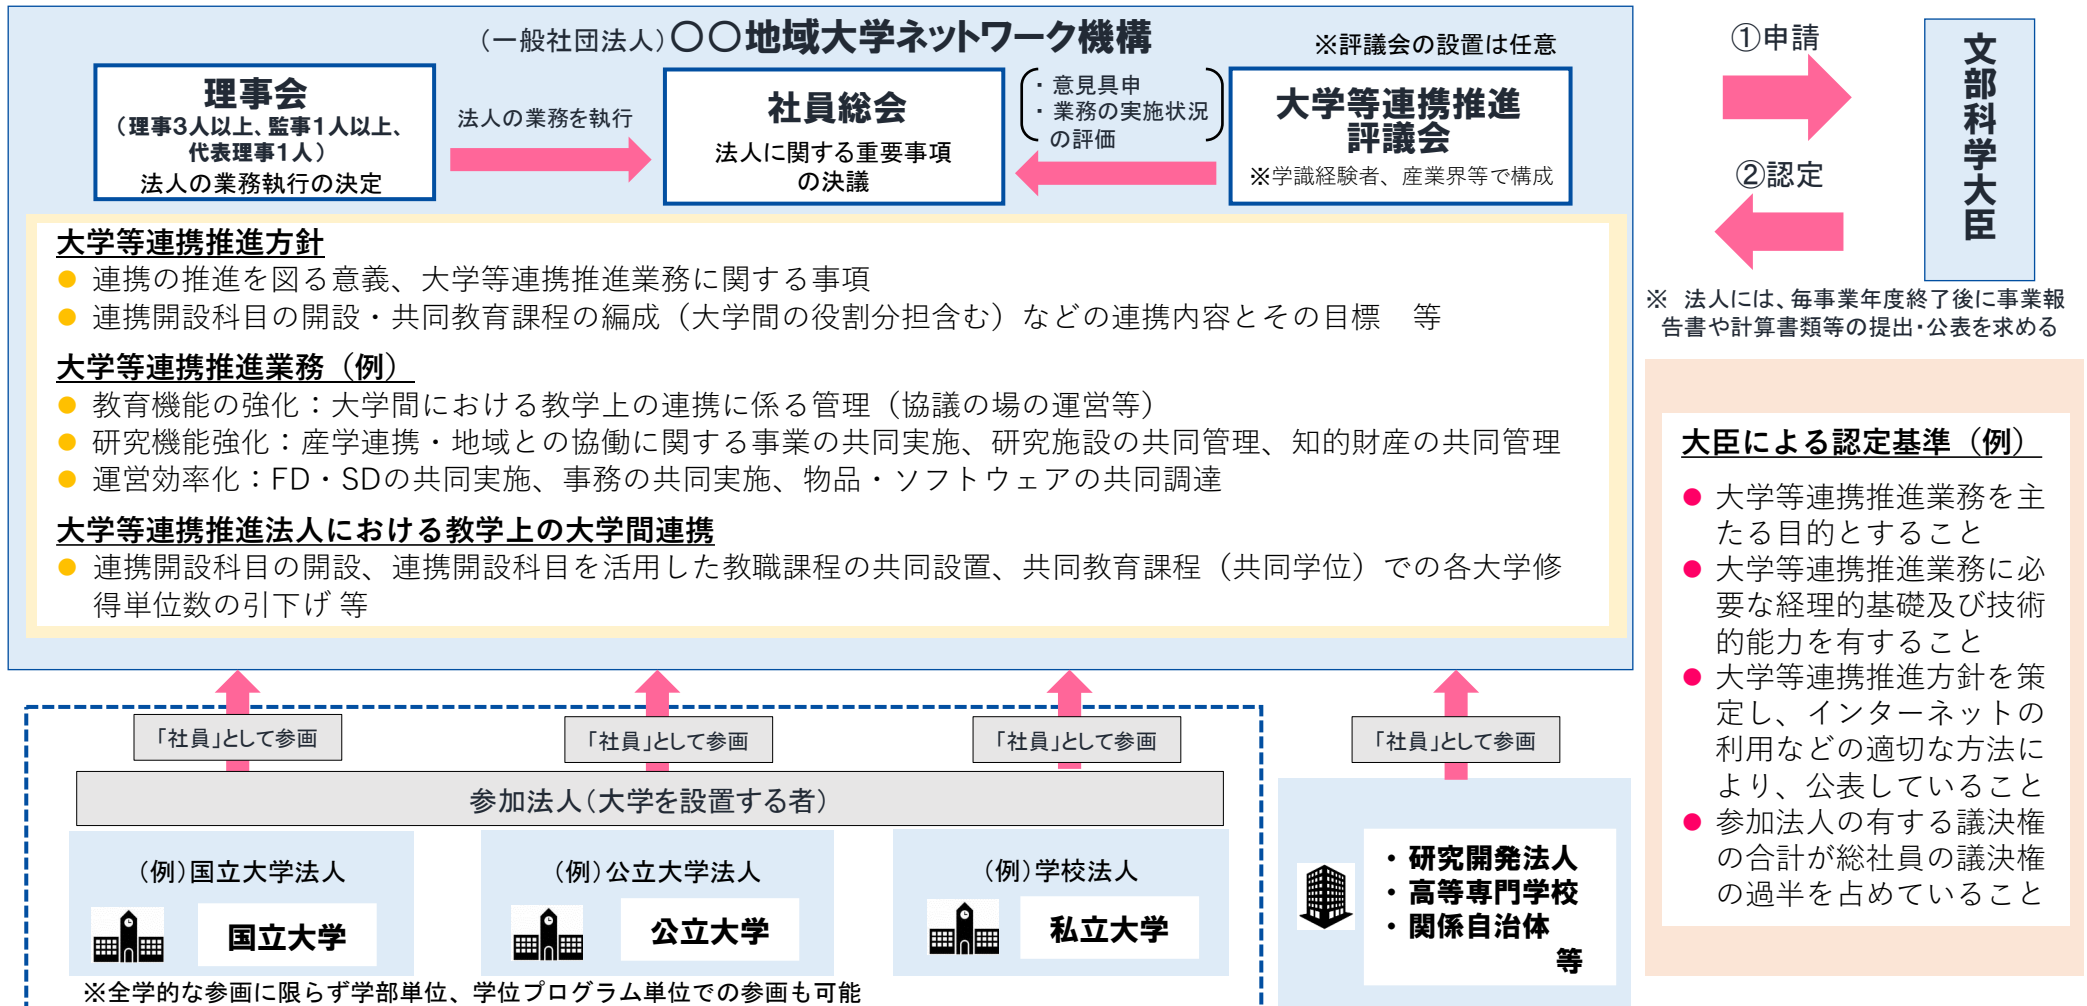 （一般社団法人）〇〇地域大学ネットワーク機構
※評議会の設置は任意
理事会
（理事3人以上、監事1人以上、
代表理事1人）
法人の業務執行の決定
法人の業務を執行
社員総会
法人に関する重要事項
の決議
・意見具申
・業務の実施状況
の評価
大学等連携推進
評議会
※学識経験者、産業界等で構成
①申請
②認定
文部科学大臣
※　法人には、毎事業年度終了後に事業報
告書や計算書類等の提出・公表を求める
大学等連携推進方針
● 連携の推進を図る意義、大学等連携推進業務に関する事項
● 連携開設科目の開設・共同教育課程の編成（大学間の役割分担含む）などの連携内容とその目標　等
大学等連携推進業務（例）
● 教育機能の強化：大学間における教学上の連携に係る管理（協議の場の運営等）
● 研究機能強化：産学連携・地域との協働に関する事業の共同実施、研究施設の共同管理、知的財産の共同管理
● 運営効率化：FD・SDの共同実施、事務の共同実施、物品・ソフトウェアの共同調達
大学等連携推進法人における教学上の大学間連携
● 連携開設科目の開設、連携開設科目を活用した教職課程の共同設置、共同教育課程（共同学位）での各大学修
得単位数の引下げ 等
大臣による認定基準（例）
● 大学等連携推進業務を主
たる目的とすること
● 大学等連携推進業務に必
要な経理的基礎及び技術
的能力を有すること
● 大学等連携推進方針を策
定し、インターネットの
利用などの適切な方法に
より、公表していること
● 参加法人の有する議決権
の合計が総社員の議決権
の過半を占めていること
「社員」として参画
「社員」として参画
「社員」として参画
「社員」として参画
参加法人（大学を設置する者）
（例）国立大学法人
国立大学
（例）公立大学法人
公立大学
（例）学校法人
私立大学
・研究開発法人
・高等専門学校
・関係自治体
等
※全学的な参画に限らず学部単位、学位プログラム単位での参画も可能